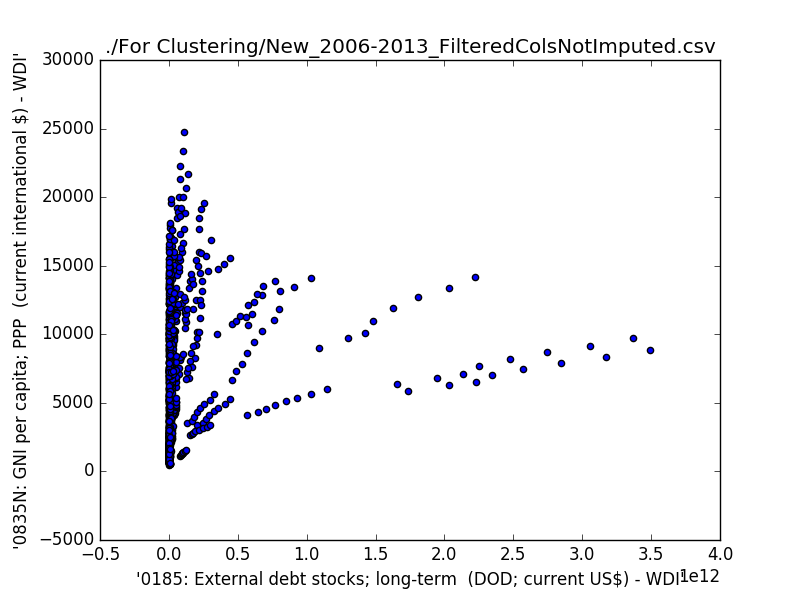 ./For Clustering/New_2006-2013_FilteredColsNotImputed.csv
30000
25000
20000
15000
10000
5000
0
−5000
'0835N: GNI per capita; PPP  (current international $) - WDI'
−0.5 0.0 0.5 1.0 1.5 2.0 2.5 3.0 3.5 4.0
1e12
'0185: External debt stocks; long-term  (DOD; current US$) - WDI'